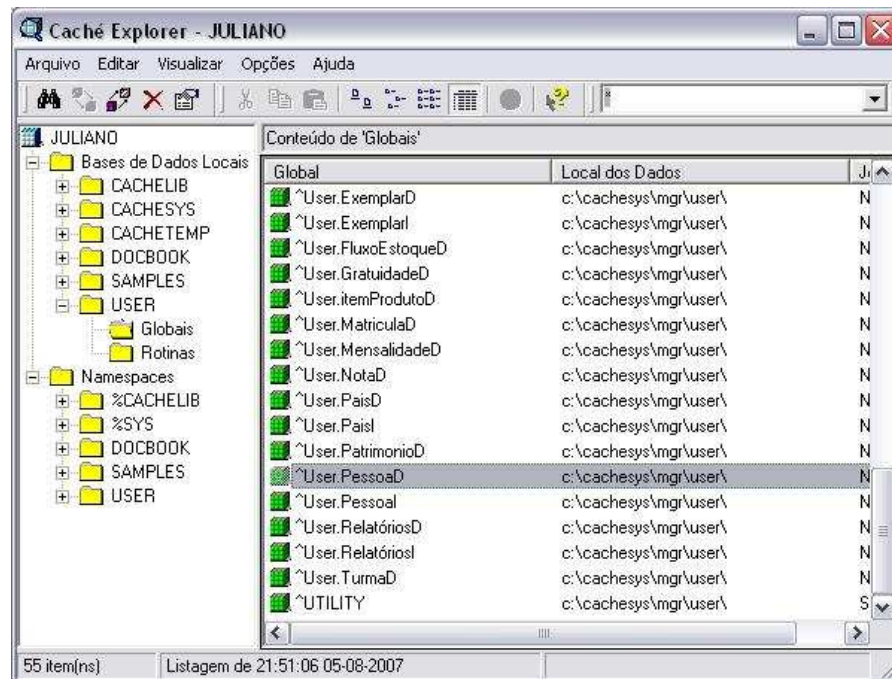 Caché Explorer - JULIANO
Arquivo Editar Visualizar Opções Ajuda
*
JULIANO
Bases de Dados Locais
CACHELIB
CACHESYS
CACHETEMP
DOCBOOK
SAMPLES
USER
Globais
Rotinas
Namespaces
%CACHELIB
%SYS
DOCBOOK
SAMPLES
USER
Conteúdo de 'Globais'
Global Local dos Dados
^User.ExemplarD c:\cachesys\mgr\user\ N
^User.ExemplarI c:\cachesys\mgr\user\ N
^User.FluxoEstoqueD c:\cachesys\mgr\user\ N
^User.GratuidadeD c:\cachesys\mgr\user\ N
^User.itemProdutoD c:\cachesys\mgr\user\ N
^User.MatriculaD c:\cachesys\mgr\user\ N
^User.MensalidadeD c:\cachesys\mgr\user\ N
^User.NotaD c:\cachesys\mgr\user\ N
^User.PaisD c:\cachesys\mgr\user\ N
^User.PaisI c:\cachesys\mgr\user\ N
^User.PatrimonioD c:\cachesys\mgr\user\ N
^User.PessoaD c:\cachesys\mgr\user\ N
^User.PessoaI c:\cachesys\mgr\user\ N
^User.RelatóriosD c:\cachesys\mgr\user\ N
^User.RelatóriosI c:\cachesys\mgr\user\ N
^User.TurmaD c:\cachesys\mgr\user\ N
^UTILITY c:\cachesys\mgr\user\ S
55 item(ns) Listagem de 21:51:06 05-08-2007